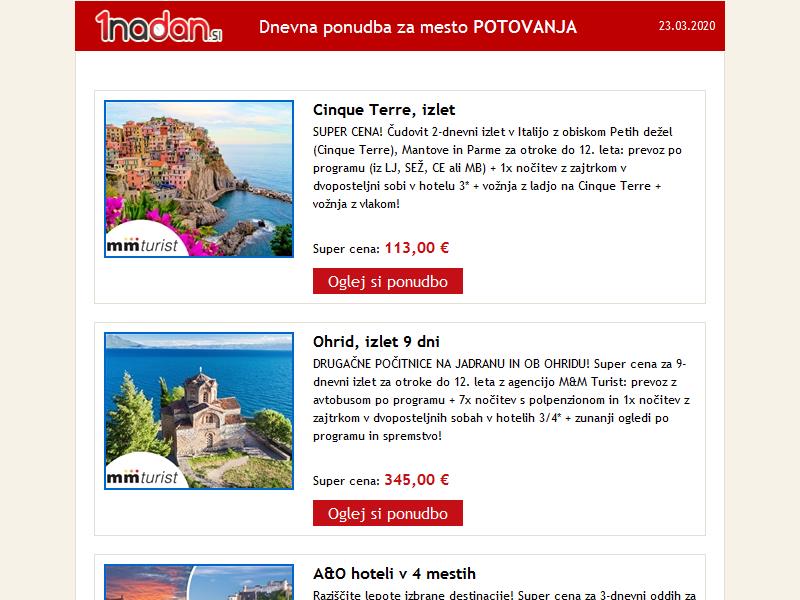 1nadan.si
Dnevna ponudba za mesto POTOVANJA
23.03.2020
Cinque Terre, izlet
SUPER CENA! Čudovit 2-dnevni izlet v Italijo z obiskom Petih dežel
(Cinque Terre), Mantove in Parme za otroke do 12. leta: prevoz po
programu (iz LJ, SEŽ, CE ali MB) + 1x nočitev z zajtrkom v
dvoposteljni sobi v hotelu 3* + vožnja z ladjo na Cinque Terre +
vožnja z vlakom!
mmturist
Super cena: 113,00 €
Oglej si ponudbo
Ohrid, izlet 9 dni
DRUGAČNE POČITNICE NA JADRANU IN OB OHRIDU! Super cena za 9-
dnevni izlet za otroke do 12. leta z agencijo M&M Turist: prevoz z
avtobusom po programu + 7x nočitev s polpenzionom in 1x nočitev z
zajtrkom v dvoposteljnih sobah v hotelih 3/4* + zunanji ogledi po
programu in spremstvo!
mmturist
Super cena: 345,00 €
Oglej si ponudbo
A&O hoteli v 4 mestih
Raziščite lepote izbrane destinacije! Super cena za 3-dnevni oddih za